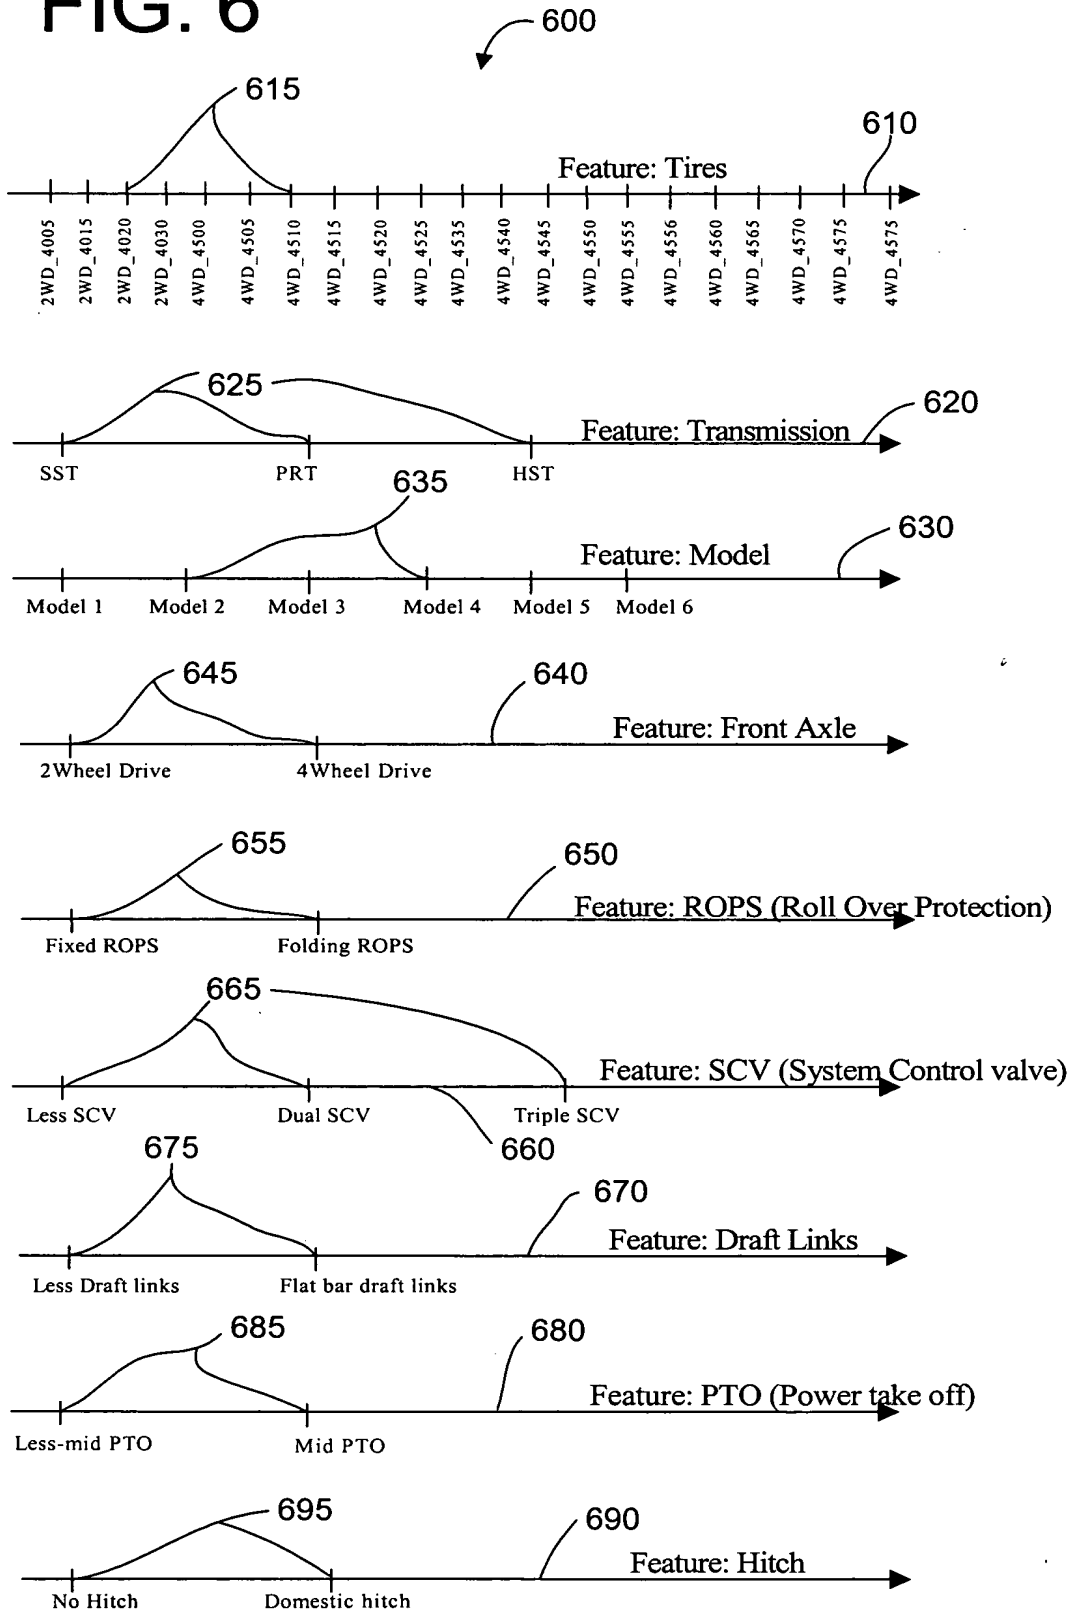 FIG. 6
600
615
610
Feature: Tires
2WD_4005
2WD_4015
2WD_4020
2WD_4030
4WD_4500
4WD_4505
4WD_4510
4WD_4515
4WD_4520
4WD_4525
4WD_4535
4WD_4540
4WD_4545
4WD_4550
4WD_4555
4WD_4556
4WD_4560
4WD_4565
4WD_4570
4WD_4575
4WD_4575
625
620
Feature: Transmission
SST PRT HST
635
630
Feature: Model
Model 1 Model 2 Model 3 Model 4 Model 5 Model 6
645 640
Feature: Front Axle
2Wheel Drive 4Wheel Drive
655 650
Feature: ROPS (Roll Over Protection)
Fixed ROPS Folding ROPS
665
Feature: SCV (System Control valve)
Less SCV Dual SCV Triple SCV
660
675
670
Feature: Draft Links
Less Draft links Flat bar draft links
685 680
Feature: PTO (Power take off)
Less-mid PTO Mid PTO
695 690
Feature: Hitch
No Hitch Domestic hitch